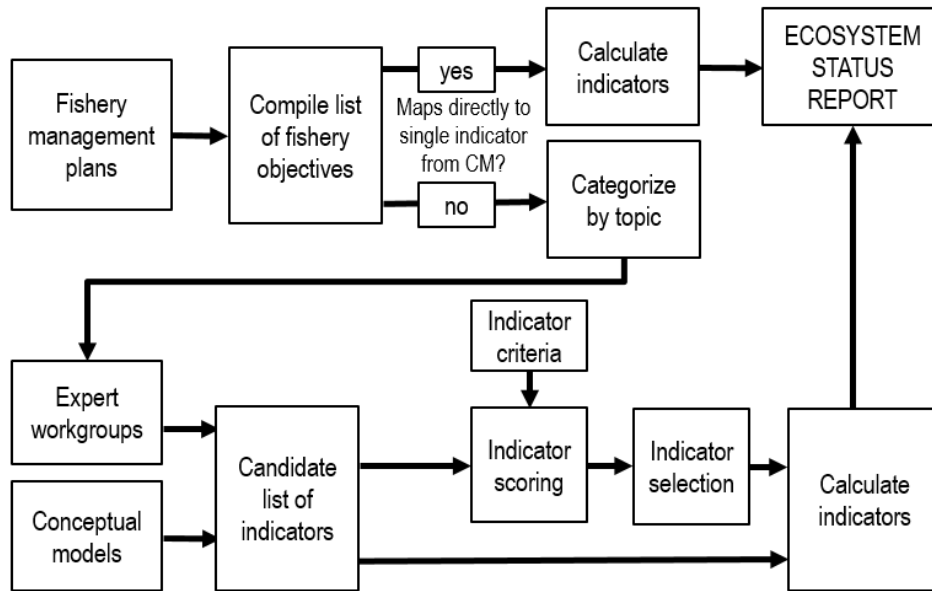 Fishery
management
plans
Compile list
of fishery
objectives
yes
Maps directly to
single indicator
from CM?
no
Calculate
indicators
ECOSYSTEM
STATUS
REPORT
Categorize
by topic
Indicator
criteria
Expert
workgroups
Conceptual
models
Candidate
list of
indicators
Indicator
scoring
Indicator
selection
Calculate
indicators